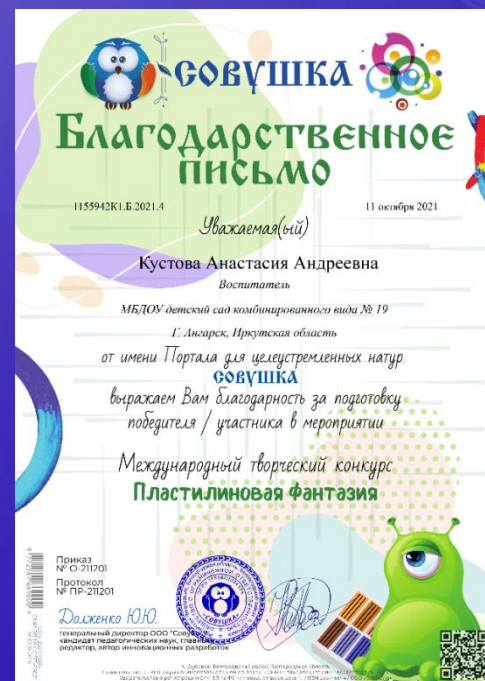 СОВУШКА
Благодарственное
письмо
1155942К1.Б.2021.4
11 октября 2021
Уважаемая(ый)
Кустова Анастасия Андреевна
Воспитатель
МБДОУ детский сад комбинированного вида № 19
Г. Ангарск, Иркутская область
от имени Портала для целеустремленных натур
СОВУШКА
выражаем Вам благодарность за подготовку
победителя / участника в мероприятии
Международный творческий конкурс
Пластилиновая Фантазия
Приказ
№ О-211201
Протокол
№ ПР-211201
Долженко Ю.Ю.
генеральный директор ООО "Совушка",
кандидат педагогических наук, главный
редактор, автор инновационных разработок
СОВУШКА